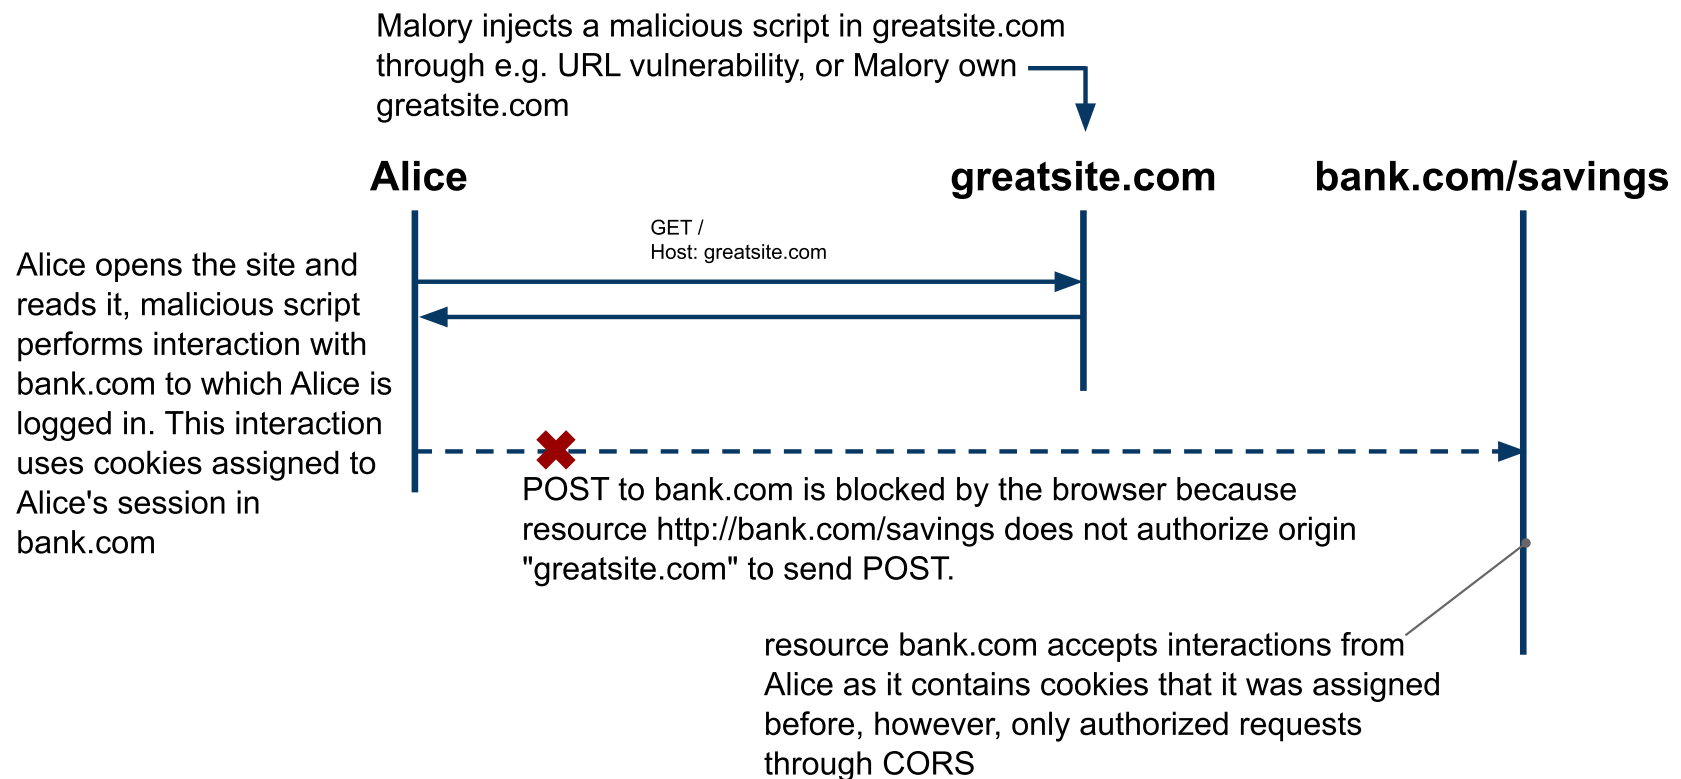 Malory injects a malicious script in greatsite.com
through e.g. URL vulnerability, or Malory own
greatsite.com
Alice
greatsite.com
bank.com/savings
GET /
Host: greatsite.com
Alice opens the site and
reads it, malicious script
performs interaction with
bank.com to which Alice is
logged in. This interaction
uses cookies assigned to
Alice's session in
bank.com
POST to bank.com is blocked by the browser because
resource http://bank.com/savings does not authorize origin
"greatsite.com" to send POST.
resource bank.com accepts interactions from
Alice as it contains cookies that it was assigned
before, however, only authorized requests
through CORS